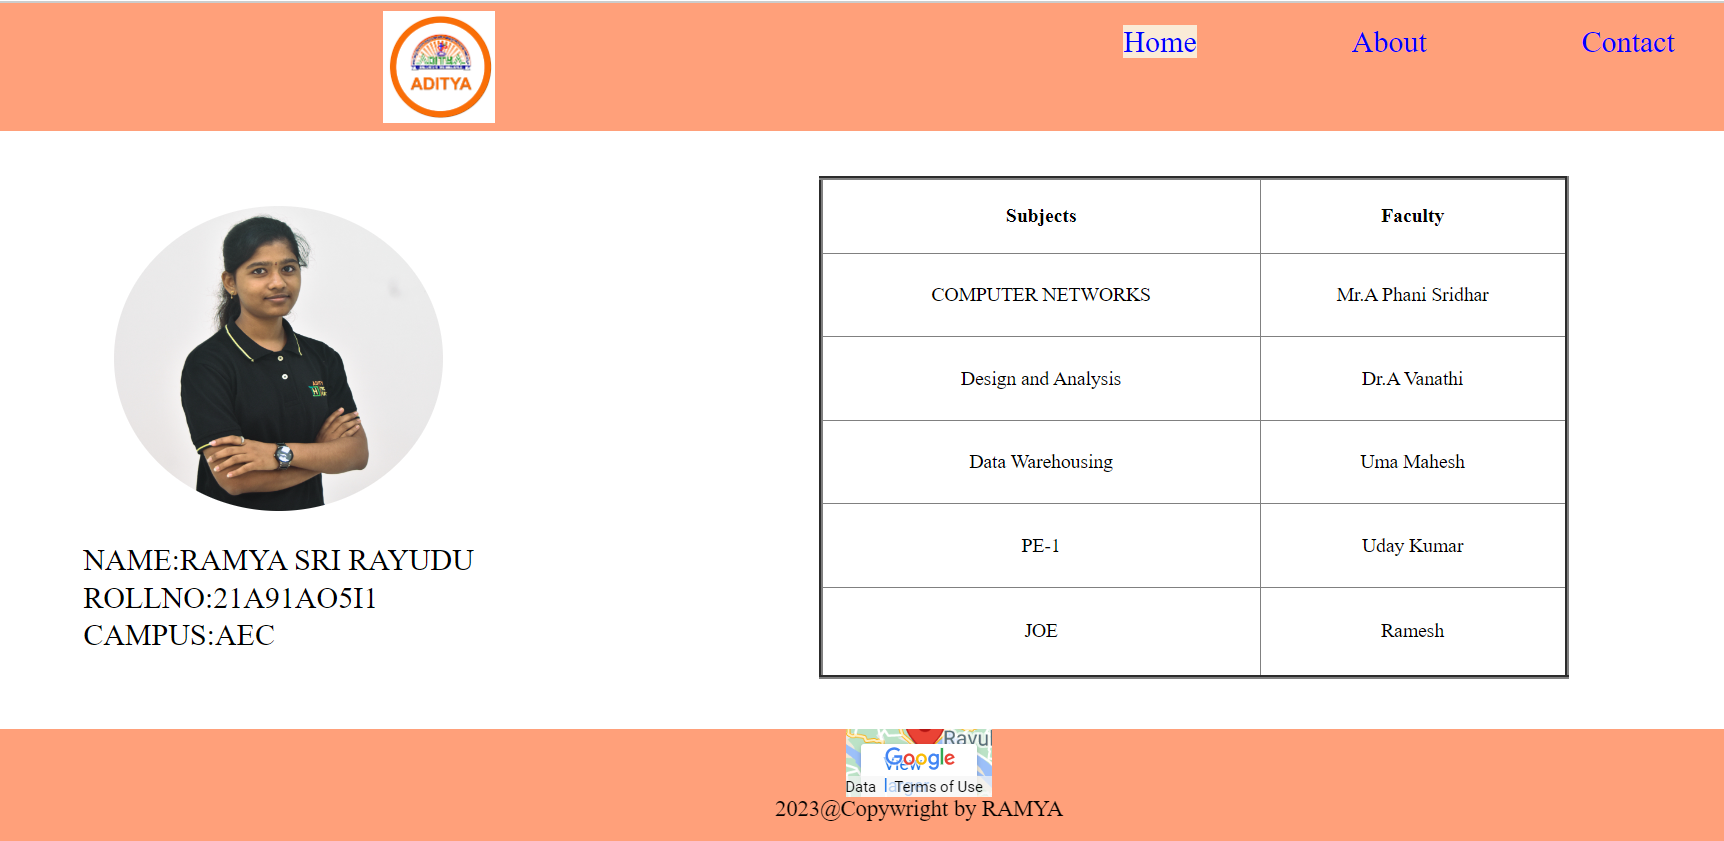 ADITYA
ADITYA
Home
About
Contact
Subjects
Faculty
COMPUTER NETWORKS
Mr.A Phani Sridhar
Design and Analysis
Dr.A Vanathi
Data Warehousing
Uma Mahesh
PE-1
Uday Kumar
JOE
Ramesh
NAME:RAMYA SRI RAYUDU
ROLLNO:21A91AO5I1
CAMPUS:AEC
Google
View
larger
Data
Terms of Use
2023@Copywright by RAMYA